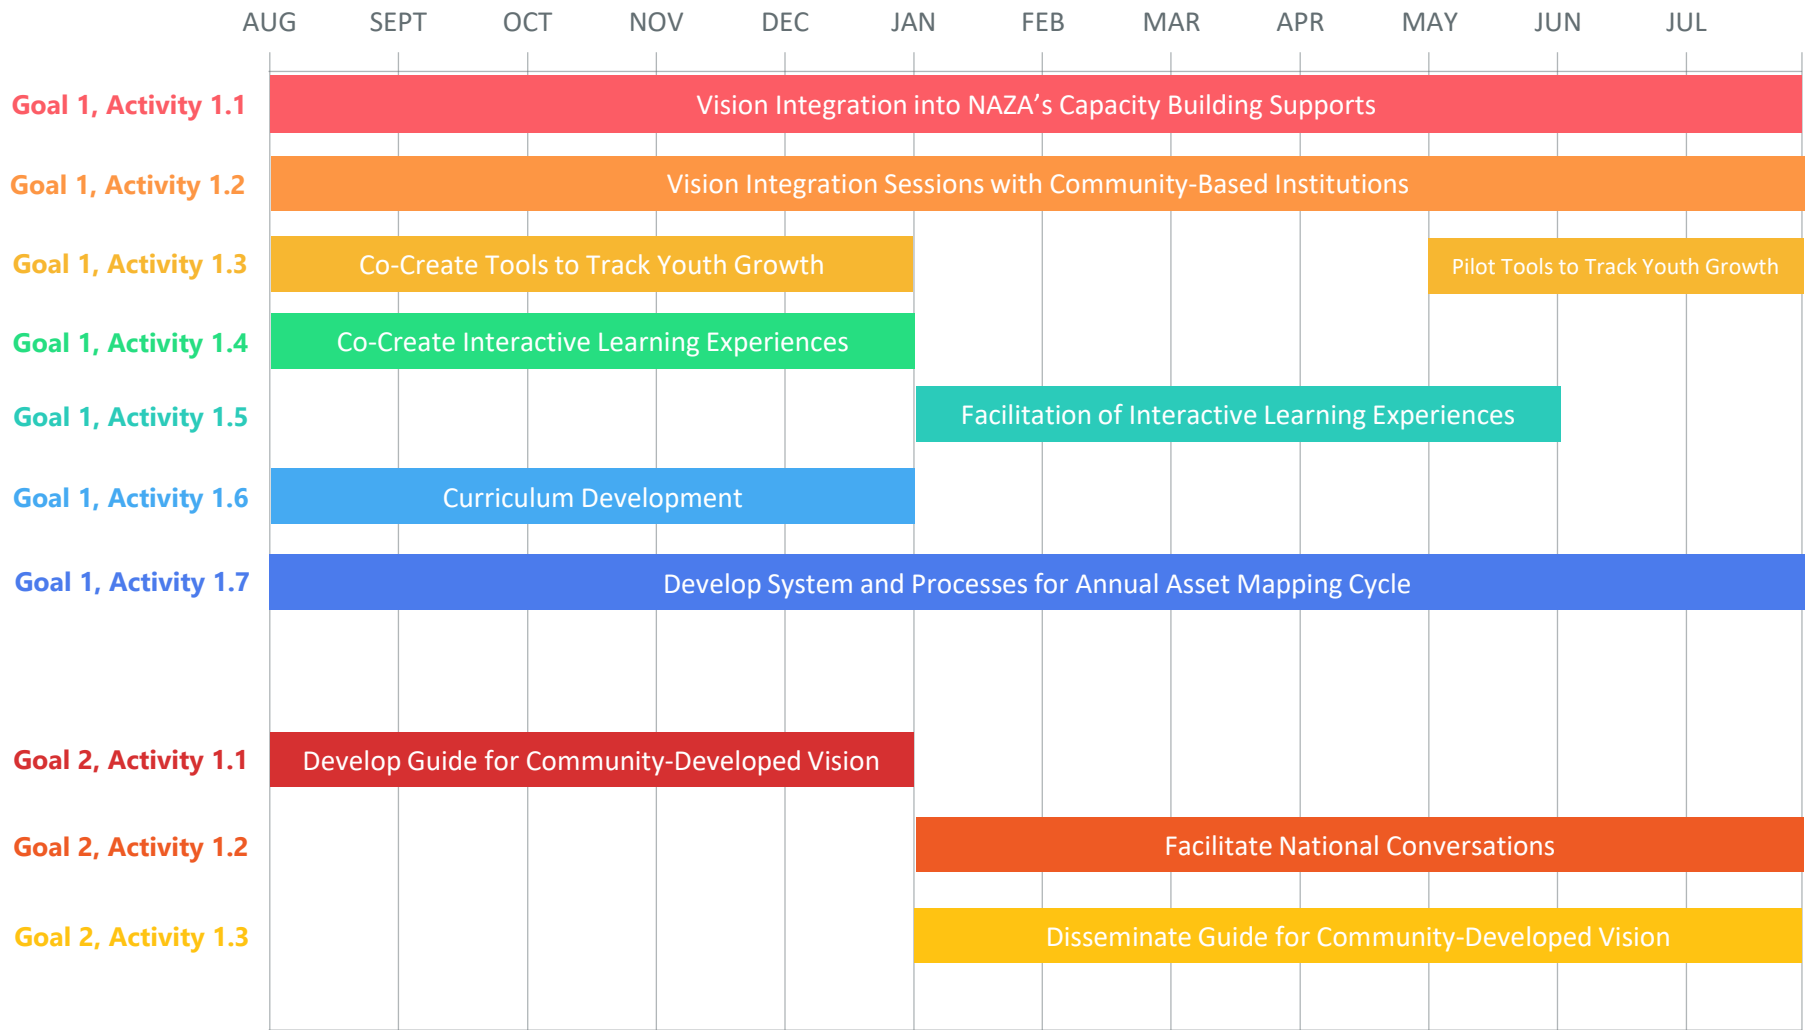 AUG SEPT OCT NOV DEC JAN FEB MAR APR MAY JUN JUL
Goal 1, Activity 1.1 Vision Integration into NAZA’s Capacity Building Supports
Goal 1, Activity 1.2 Vision Integration Sessions with Community-Based Institutions
Goal 1, Activity 1.3 Co-Create Tools to Track Youth Growth Pilot Tools to Track Youth Growth
Goal 1, Activity 1.4 Co-Create Interactive Learning Experiences
Goal 1, Activity 1.5 Facilitation of Interactive Learning Experiences
Goal 1, Activity 1.6 Curriculum Development
Goal 1, Activity 1.7 Develop System and Processes for Annual Asset Mapping Cycle
Goal 2, Activity 1.1 Develop Guide for Community-Developed Vision
Goal 2, Activity 1.2 Facilitate National Conversations
Goal 2, Activity 1.3 Disseminate Guide for Community-Developed Vision